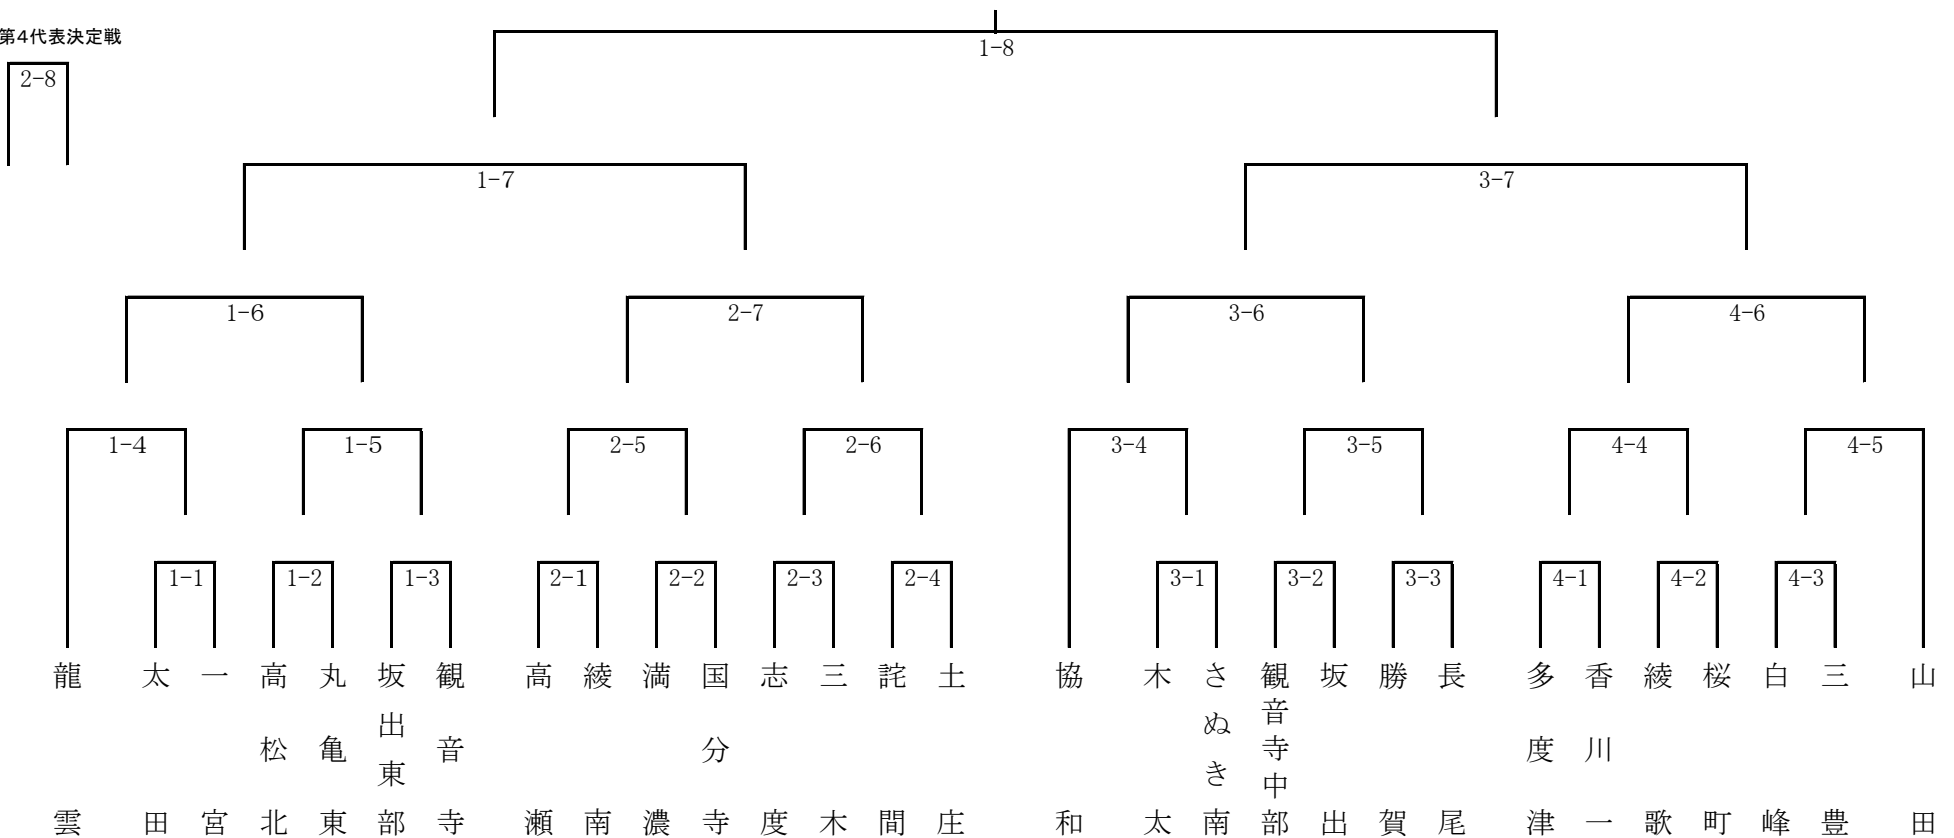 第4代表決定戦
2-8
1-8
1-7
3-7
1-6
2-7
3-6
4-6
1-4
1-5
2-5
2-6
3-4
3-5
4-4
4-5
1-1
1-2
1-3
2-1
2-2
2-3
2-4
3-1
3-2
3-3
4-1
4-2
4-3
龍雲
太田
一宮
高松北
丸亀東
坂出東部
観音寺
高瀬
綾南
満濃
国分寺
志度
三木
詫間
土庄
協和
木太
さぬき南
観音寺中部
坂出
勝賀
長尾
多度津
香川一
綾歌
桜町
白峰
三豊
山田